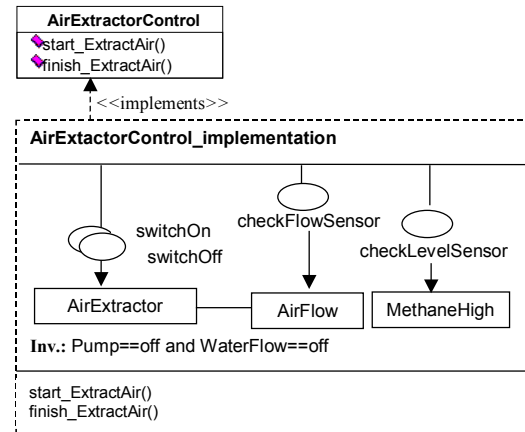 AirExtractorControl
start_ExtractAir()
finish_ExtractAir()
<<implements>>
AirExtactorControl_implementation
switchOn
switchOff
checkFlowSensor
checkLevelSensor
AirExtractor
AirFlow
MethaneHigh
Inv.: Pump==off and WaterFlow==off
start_ExtractAir()
finish_ExtractAir()